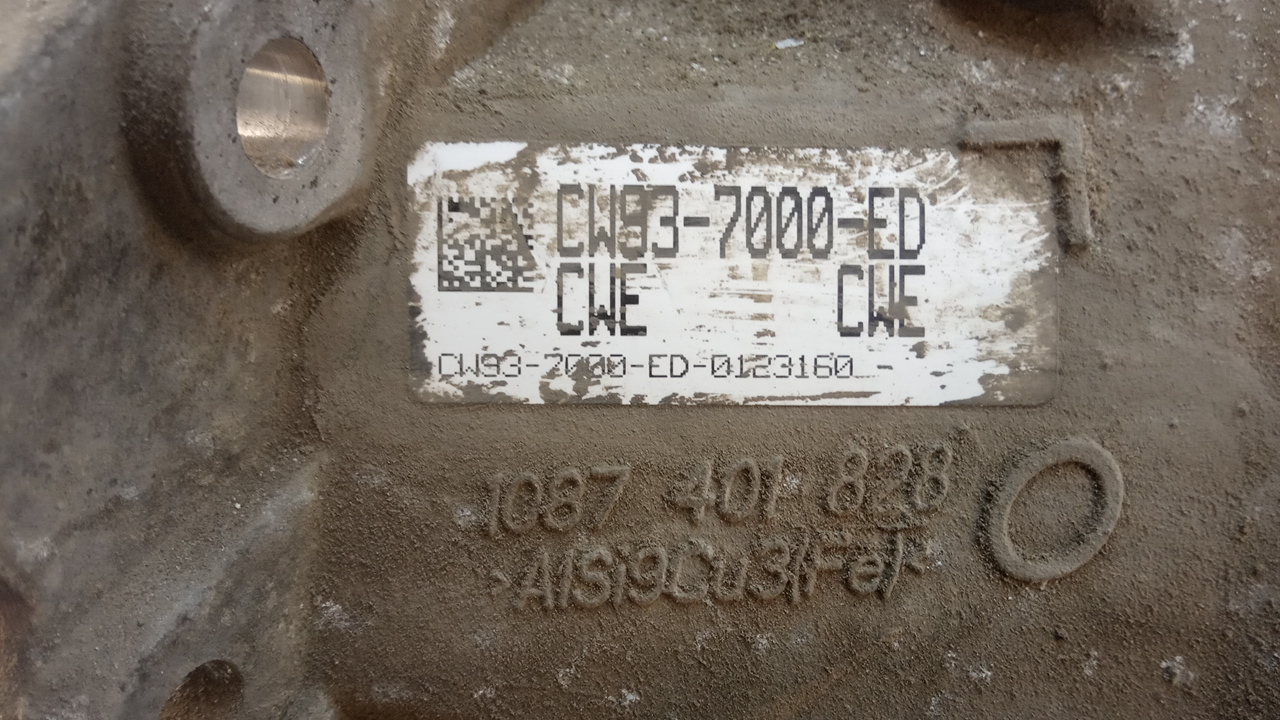 CW93-7000-ED
CWE CWE
CW93-7000-ED-0123160
1087 401 828
>AlSi9Cu3(Fe)<